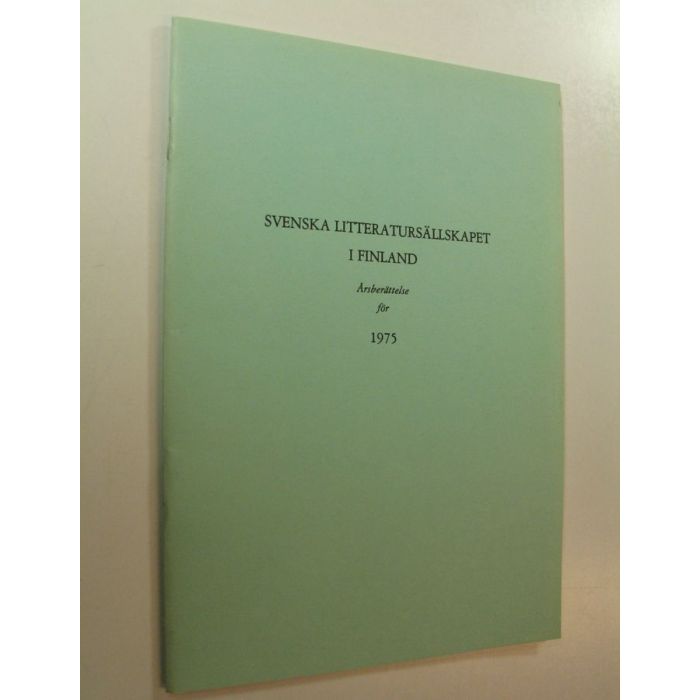 SVENSKA LITTERATURSÄLLSKAPET
I FINLAND
Årsberättelse
för
1975